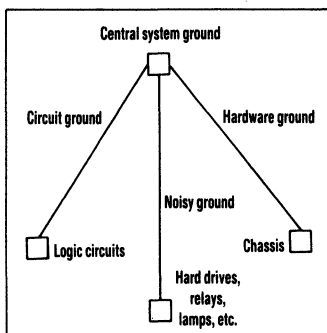 Central system ground
Circuit ground
Hardware ground
Noisy ground
Logic circuits
Chassis
Hard drives,
relays,
lamps, etc.